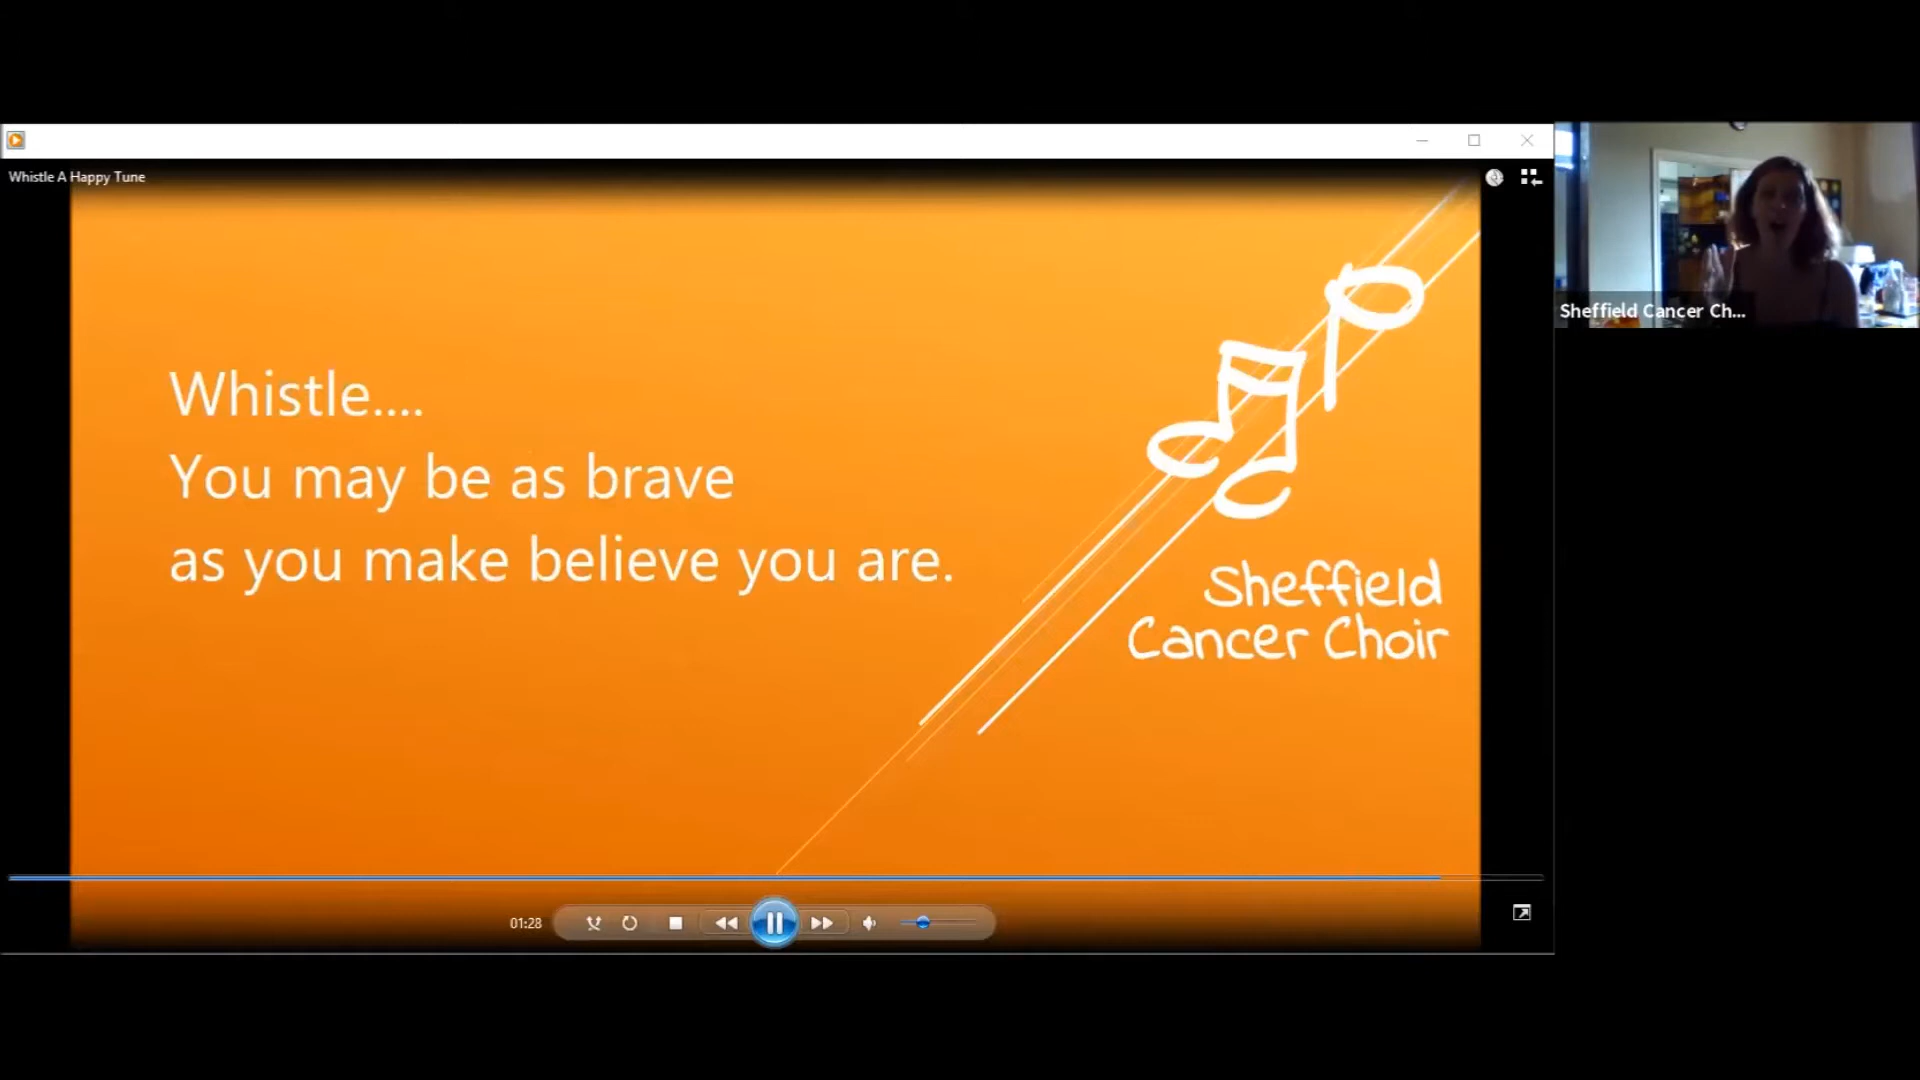 Whistle A Happy Tune
Whistle....
You may be as brave
as you make believe you are.
Sheffield
Cancer Choir
Sheffield Cancer Ch...
01:28